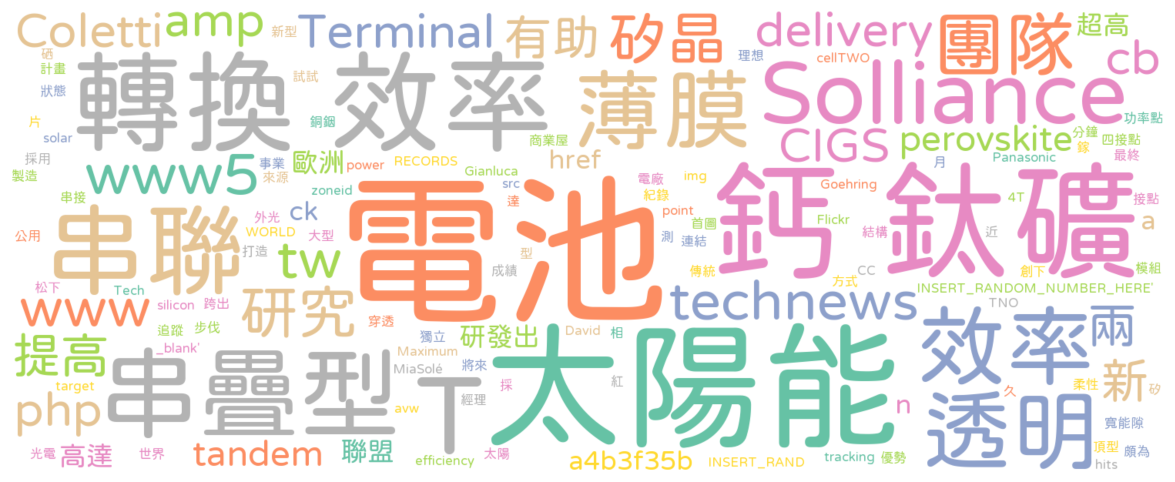 Coletti
amp
新型
Terminal
有助
矽晶
delivery
團隊
超高
cb
硒
計畫
狀態
試試
理想
cellTWO
轉換
效率
薄膜
Solliance
功率點
片
solar
銅銦
商業屋
CIGS
perovskite
分鐘
鎵
四接點
最終
採用
製造
www5
事業
來源
歐洲
power
RECORDS
Gianluca
href
月
Panasonic
串接
zoneid
電池
src
達
電廠
紀錄
img
point
鈣鈦礦
Goehring
4T
接點
a
串聯
外光
WORLD
ck
大型
首圖
Flickr
結構
近
公用
打造
tw
測
連結
型
成績
傳統
方式
CC
創下
模組
松下
Tech
silicon
跨出
INSERT_RANDOM_NUMBER_HERE'
TNO
www
研究
穿透
technews
追蹤
步伐
_blank'
獨立
研發出
David
相
效率
兩
提高
串疊型
Maximum
MiaSolé
將來
T
太陽能
target
採
紅
柔性
新
矽
php
avw
經理
n
久
透明
寬能隙
光電
高達
世界
tandem
聯盟
efficiency
太陽
a4b3f35b
INSERT_RAND
tracking
優勢
頂型
頗為
hits